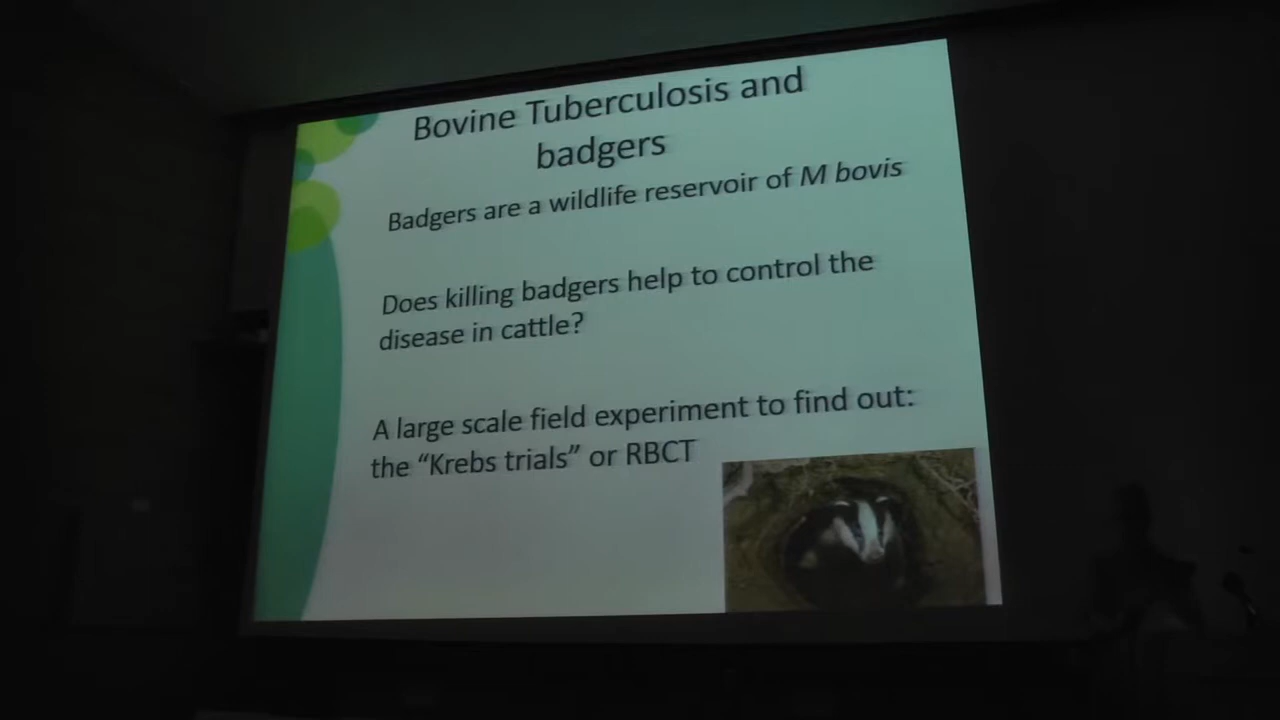 Bovine Tuberculosis and
badgers
Badgers are a wildlife reservoir of M bovis
Does killing badgers help to control the
disease in cattle?
A large scale field experiment to find out:
the “Krebs trials” or RBCT